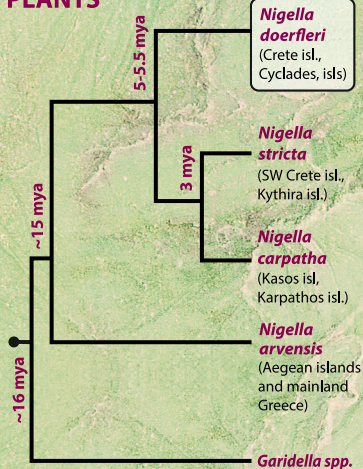 PLANTS
5-5.5 mya
Nigella
doerfleri
(Crete isl.,
Cyclades, isls)
3 mya
Nigella
stricta
(SW Crete isl.,
Kythira isl.)
~15 mya
Nigella
carpatha
(Kasos isl,
Karpathos isl.)
Nigella
arvensis
(Aegean islands
and mainland
Greece)
~16 mya
Garidella spp.